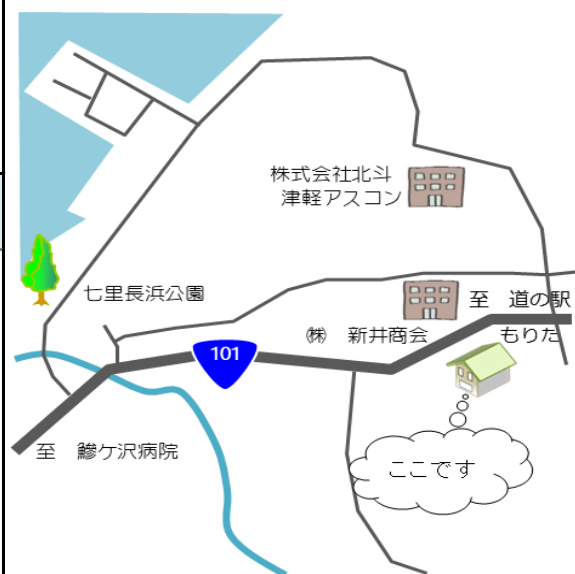 株式会社北斗
津軽アスコン
七里長浜公園
至　道の駅
もりた
㈱　新井商会
101
至　鰺ケ沢病院
ここです